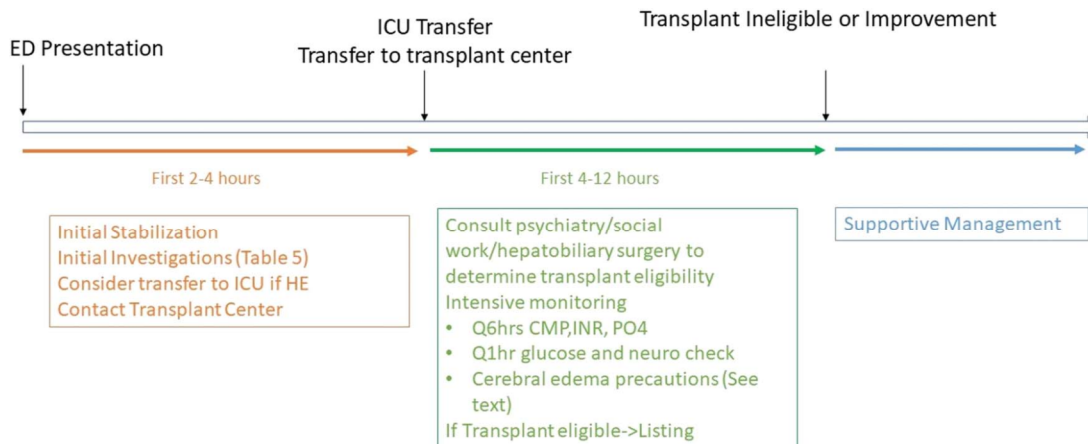 ED Presentation
ICU Transfer
Transfer to transplant center
Transplant Ineligible or Improvement
First 2-4 hours
First 4-12 hours
Initial Stabilization
Initial Investigations (Table 5)
Consider transfer to ICU if HE
Contact Transplant Center
Consult psychiatry/social
work/hepatobiliary surgery to
determine transplant eligibility
Intensive monitoring
• Q6hrs CMP,INR, PO4
• Q1hr glucose and neuro check
• Cerebral edema precautions (See
text)
If Transplant eligible->Listing
Supportive Management